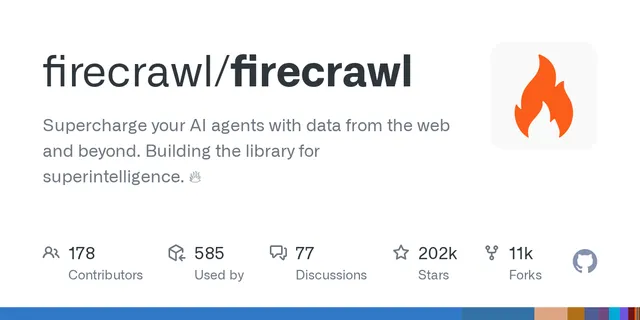 firecrawl/firecrawl
Supercharge your AI agents with data from the web
and beyond. Building the library for
superintelligence. 🔥
178
Contributors
585
Used by
77
Discussions
202k
Stars
11k
Forks